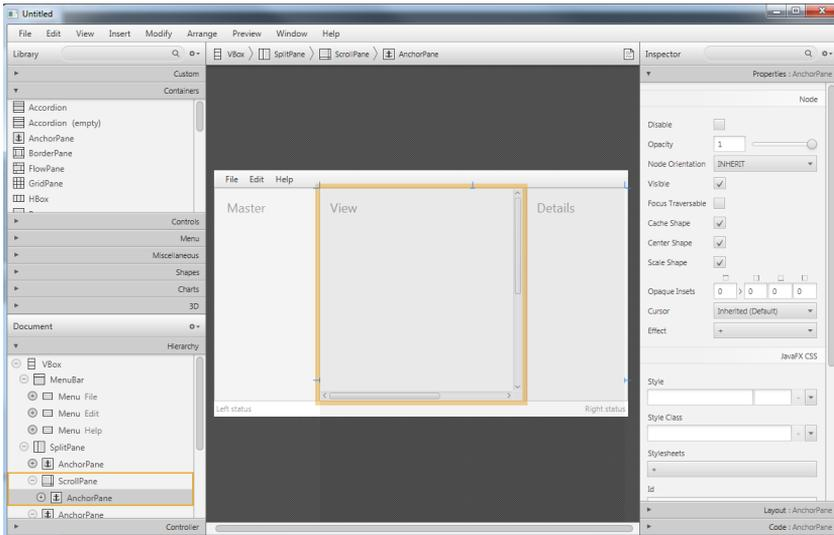 Untitled
File Edit View Insert Modify Arrange Preview Window Help
Library
VBox SplitPane ScrollPane AnchorPane
Inspector
Custom
Containers
Accordion
Accordion (empty)
AnchorPane
BorderPane
FlowPane
GridPane
HBox
Controls
Menu
Miscellaneous
Shapes
Charts
3D
Document
Hierarchy
VBox
MenuBar
Menu File
Menu Edit
Menu Help
SplitPane
AnchorPane
ScrollPane
AnchorPane
AnchorPane
Controller
File Edit Help
Master
View
Details
Left status
Right status
Properties : AnchorPane
Node
Disable
Opacity 1
Node Orientation INHERIT
Visible
Focus Traversable
Cache Shape
Center Shape
Scale Shape
Opaque Insets 0 > 0 0 0
Cursor Inherited (Default)
Effect +
JavaFX CSS
Style
Style Class
Stylesheets
+
Id
Layout : AnchorPane
Code : AnchorPane